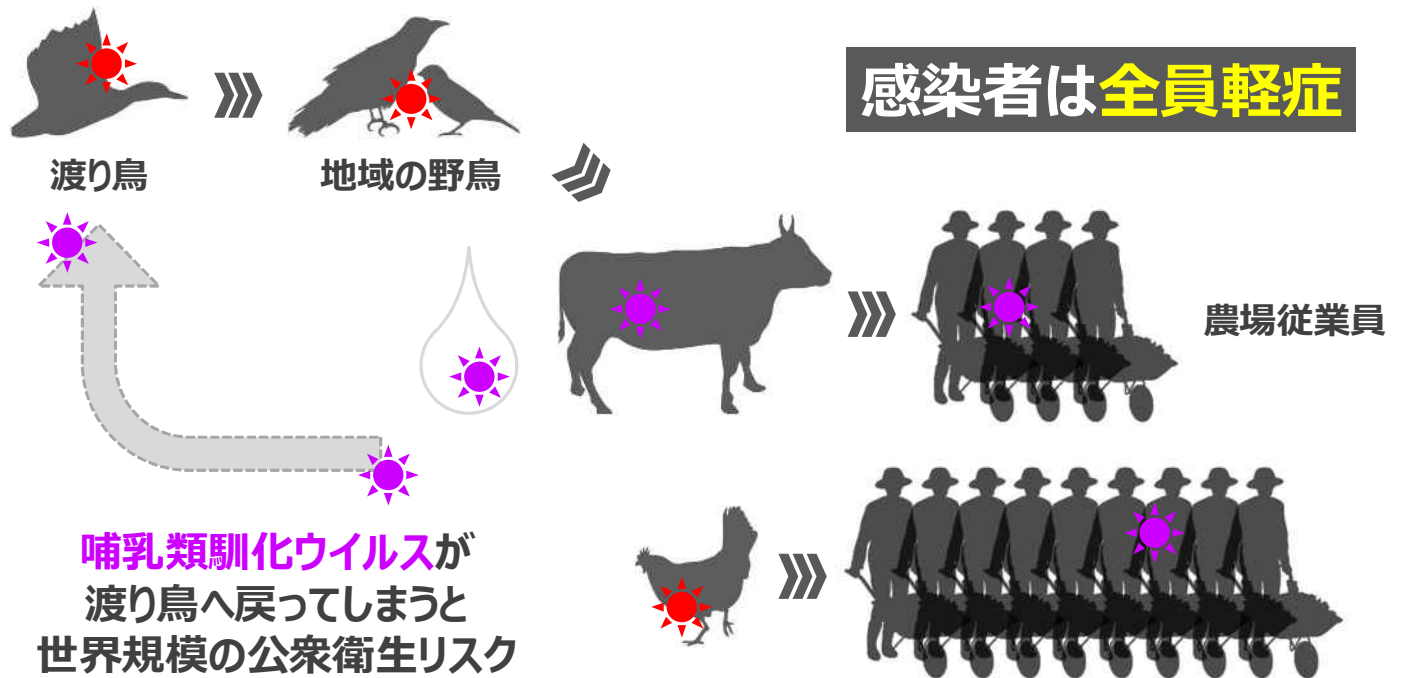 感染者は全員軽症
渡り鳥
地域の野鳥
農場従業員
哺乳類馴化ウイルスが
渡り鳥へ戻ってしまうと
世界規模の公衆衛生リスク